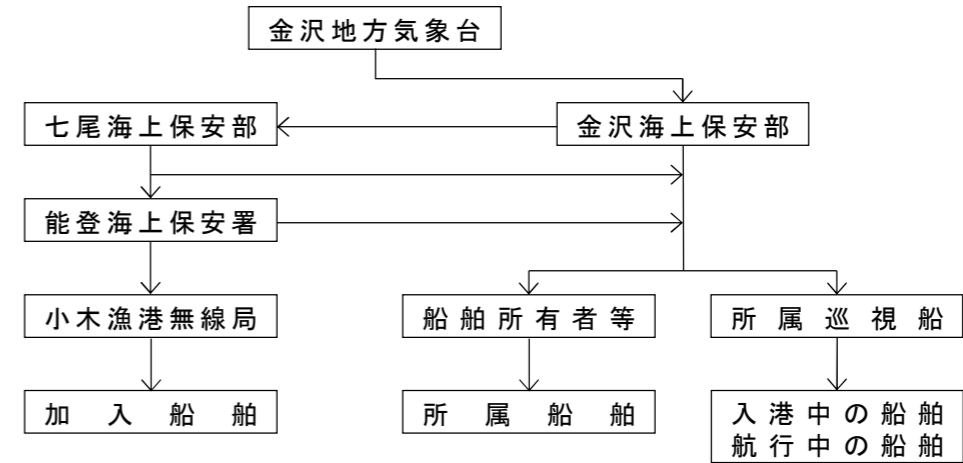 金沢地方気象台
七尾海上保安部
金沢海上保安部
能登海上保安署
小木漁港無線局
船舶所有者等
所属巡視船
加入船舶
所属船舶
入港中の船舶
航行中の船舶